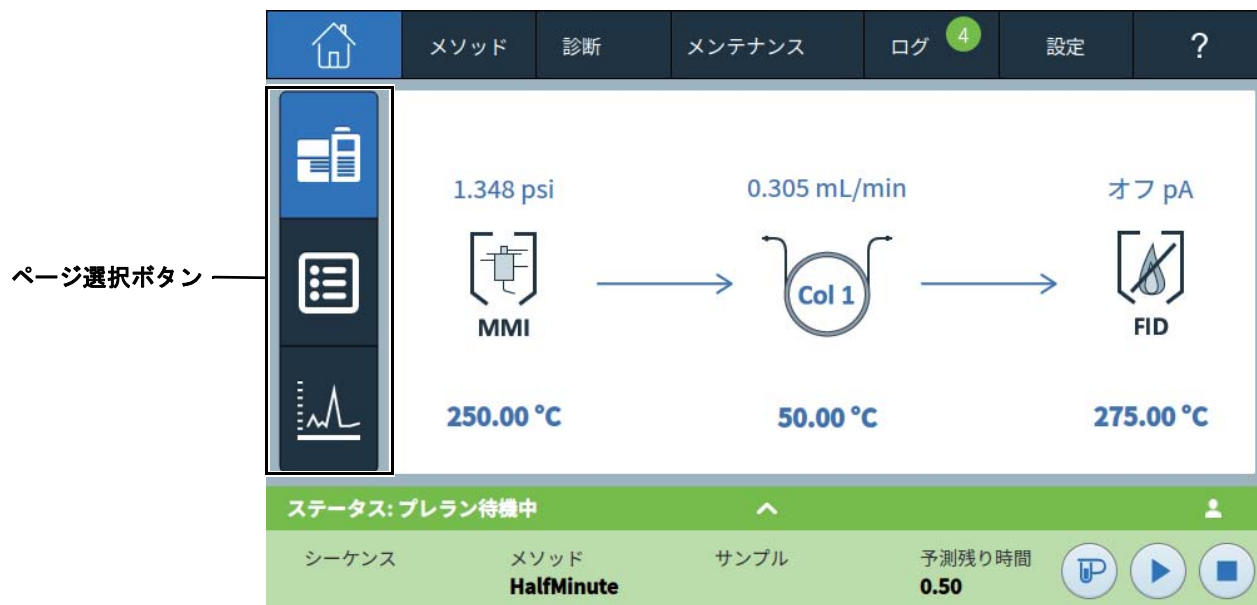 メソッド 診断 メンテナンス ログ 4 設定 ?
ページ選択ボタン
1.348 psi 0.305 mL/min オフ pA
Col 1
MMI FID
250.00 °C 50.00 °C 275.00 °C
ステータス: プレラン待機中
シーケンス メソッド サンプル 予測残り時間
HalfMinute 0.50